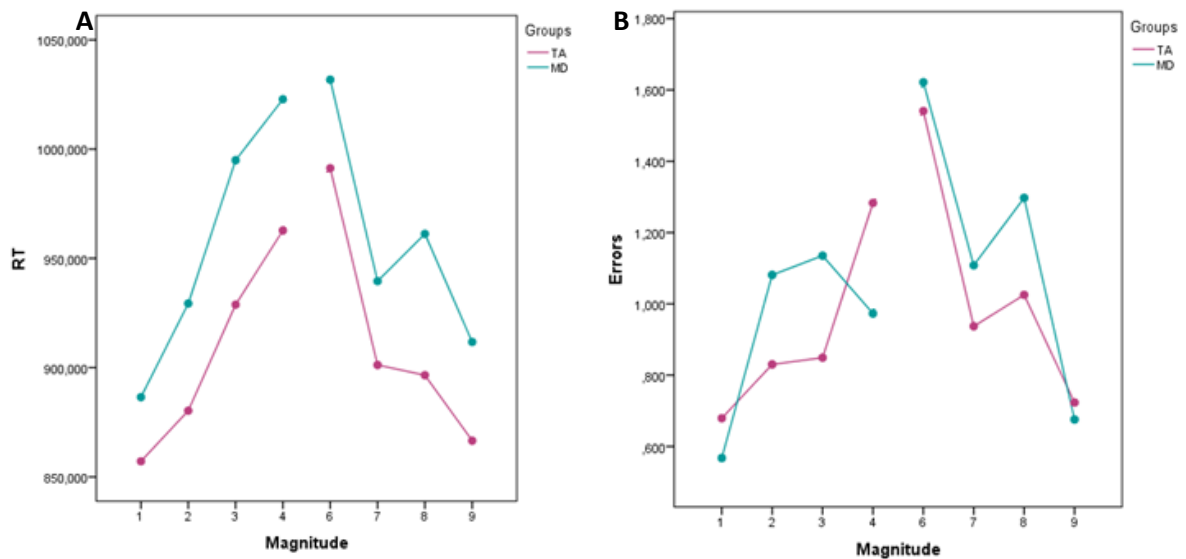 A
Groups
TA
MD
1050,000
1000,000
950,000
900,000
850,000
RT
1 2 3 4 6 7 8 9
Magnitude
B
Groups
TA
MD
1,800
1,600
1,400
1,200
1,000
,800
,600
Errors
1 2 3 4 6 7 8 9
Magnitude